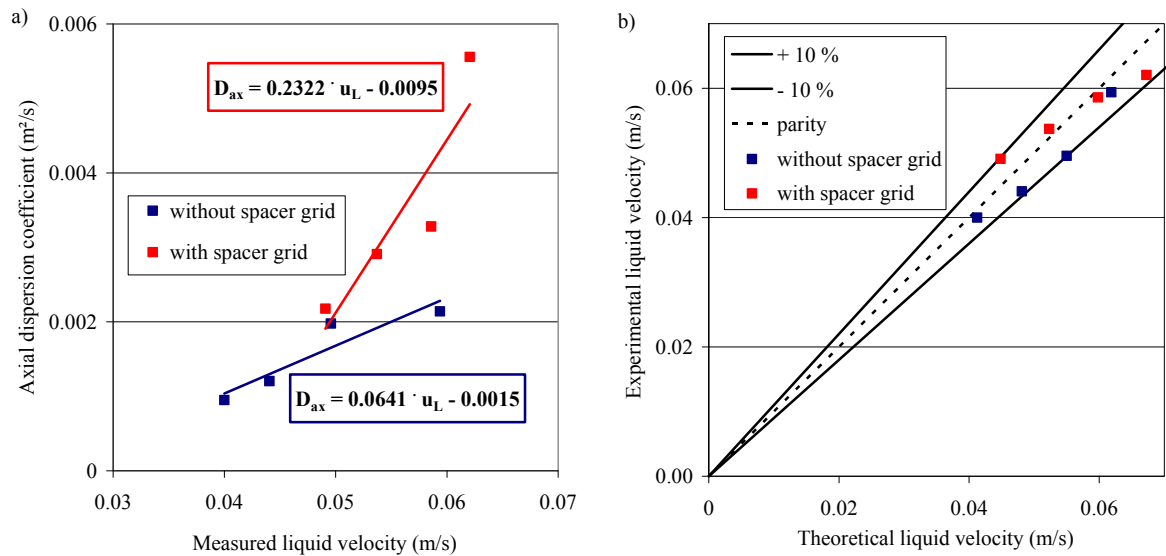 a)
0.006
0.004
0.002
0
0.03
0.04
0.05
0.06
0.07
Axial dispersion coefficient (m²/s)
Measured liquid velocity (m/s)
D_ax = 0.2322 · u_L - 0.0095
without spacer grid
with spacer grid
D_ax = 0.0641 · u_L - 0.0015
b)
0.06
0.04
0.02
0.00
0
0.02
0.04
0.06
Experimental liquid velocity (m/s)
Theoretical liquid velocity (m/s)
+ 10 %
- 10 %
parity
without spacer grid
with spacer grid